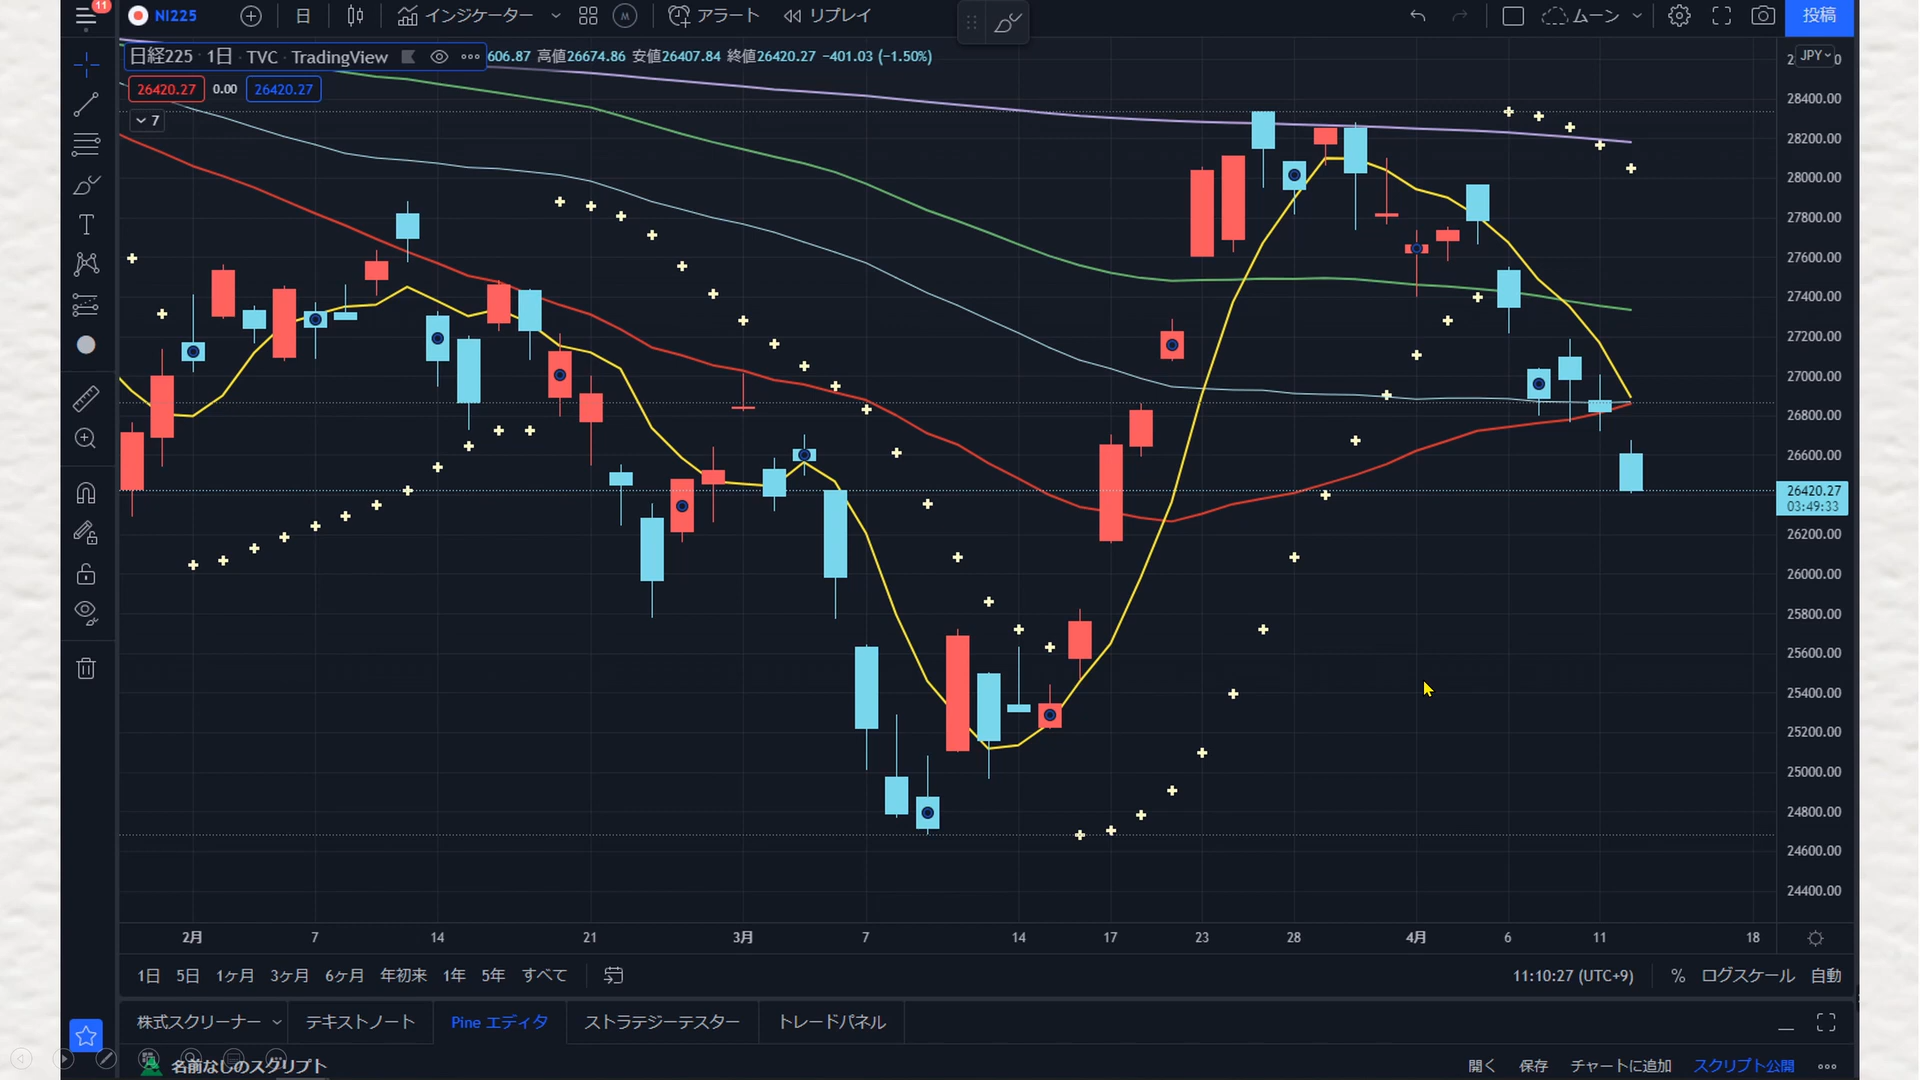 11
NI225
日
インジケーター
M
アラート
リプレイ
ムーン
投稿
日経225 · 1日 · TVC · TradingView
606.87 高値26674.86 安値26407.84 終値26420.27 −401.03 (−1.50%)
JPY
26420.27 0.00 26420.27
7
28400.00
28200.00
28000.00
27800.00
27600.00
27400.00
27200.00
27000.00
26800.00
26600.00
26420.27
03:49:33
26200.00
26000.00
25800.00
25600.00
25400.00
25200.00
25000.00
24800.00
24600.00
24400.00
2月 7 14 21 3月 7 14 17 23 28 4月 6 11 18
1日 5日 1ヶ月 3ヶ月 6ヶ月 年初来 1年 5年 すべて
11:10:27 (UTC+9) % ログスケール 自動
株式スクリーナー テキストノート Pine エディタ ストラテジーテスター トレードパネル
名前なしのスクリプト
開く 保存 チャートに追加 スクリプト公開